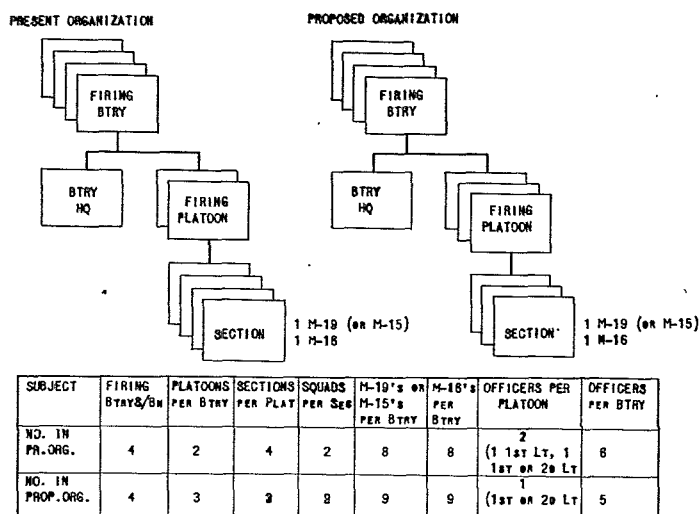 PRESENT ORGANIZATION
PROPOSED ORGANIZATION
FIRING
BTRY
FIRING
BTRY
BTRY
HQ
FIRING
PLATOON
BTRY
HQ
FIRING
PLATOON
SECTION
1 M-19 (OR M-15)
1 M-16
SECTION
1 M-19 (OR M-15)
1 M-16
SUBJECT FIRING BTRY&/BN PLATOONS PER BTRY SECTIONS PER PLAT SQUADS PER SEC M-19'S OR M-15'S PER BTRY M-16'S PER BTRY OFFICERS PER PLATOON OFFICERS PER BTRY
NO. IN PR.ORG. 4 2 4 2 8 8 2 (1 1ST LT, 1 1ST OR 2D LT 6
NO. IN PROP.ORG. 4 3 9 9 1 (1ST OR 2D LT 5